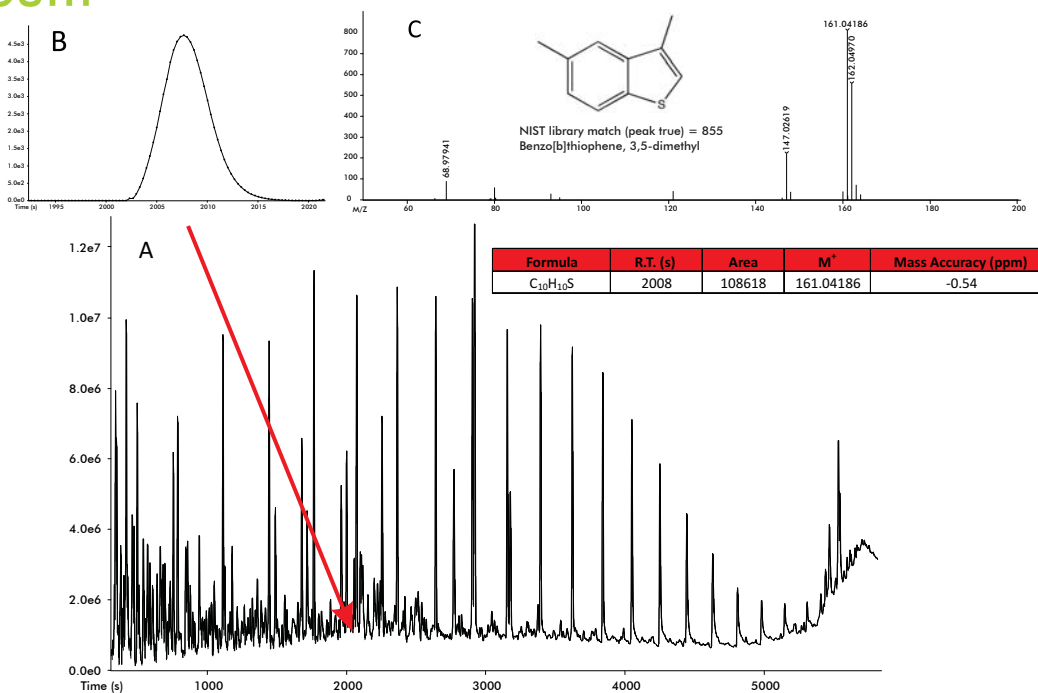 B
4.5e3
4.0e3
3.5e3
3.0e3
2.5e3
2.0e3
1.5e3
1.0e3
5.0e2
0.0e0
Time (s) 1995 2000 2005 2010 2015 2020
C
800
700
600
500
400
300
200
100
0
M/Z 60 80 100 120 140 160 180 200
68.97941
147.02619
161.04186
162.04970
S
NIST library match (peak true) = 855
Benzo[b]thiophene, 3,5-dimethyl
A
Formula R.T. (s) Area M⁺ Mass Accuracy (ppm)
C₁₀H₁₀S 2008 108618 161.04186 -0.54
1.2e7
1.0e7
8.0e6
6.0e6
4.0e6
2.0e6
0.0e0
Time (s) 1000 2000 3000 4000 5000